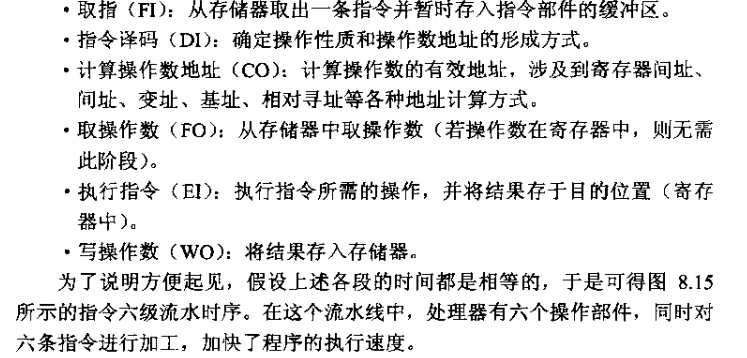 ·取指（FI）：从存储器取出一条指令并暂时存入指令部件的缓冲区。
·指令译码（DI）：确定操作性质和操作数地址的形成方式。
·计算操作数地址（CO）：计算操作数的有效地址，涉及到寄存器间址、
间址、变址、基址、相对寻址等各种地址计算方式。
·取操作数（FO）：从存储器中取操作数（若操作数在寄存器中，则无需
此阶段）。
·执行指令（EI）：执行指令所需的操作，并将结果存于目的位置（寄存
器中）。
·写操作数（WO）：将结果存入存储器。
为了说明方便起见，假设上述各段的时间都是相等的，于是可得图 8.15
所示的指令六级流水时序。在这个流水线中，处理器有六个操作部件，同时对
六条指令进行加工，加快了程序的执行速度。